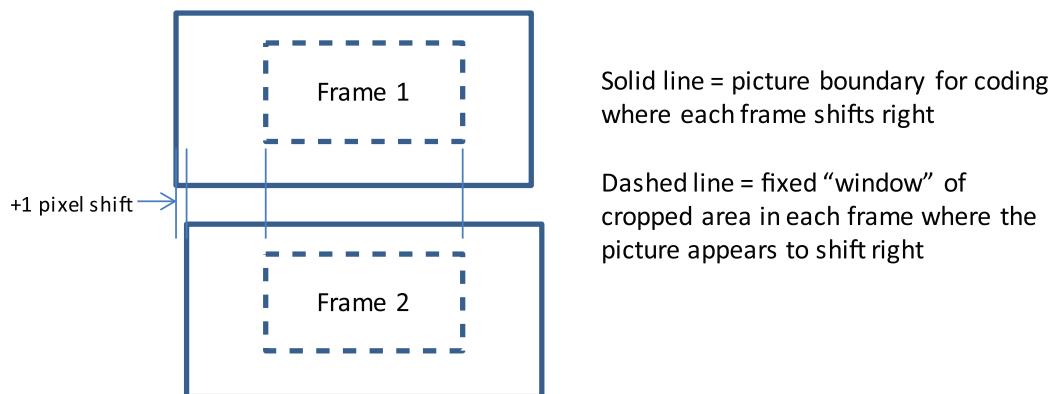 Frame 1
Solid line = picture boundary for coding
where each frame shifts right
Dashed line = fixed “window” of
cropped area in each frame where the
picture appears to shift right
+1 pixel shift
Frame 2